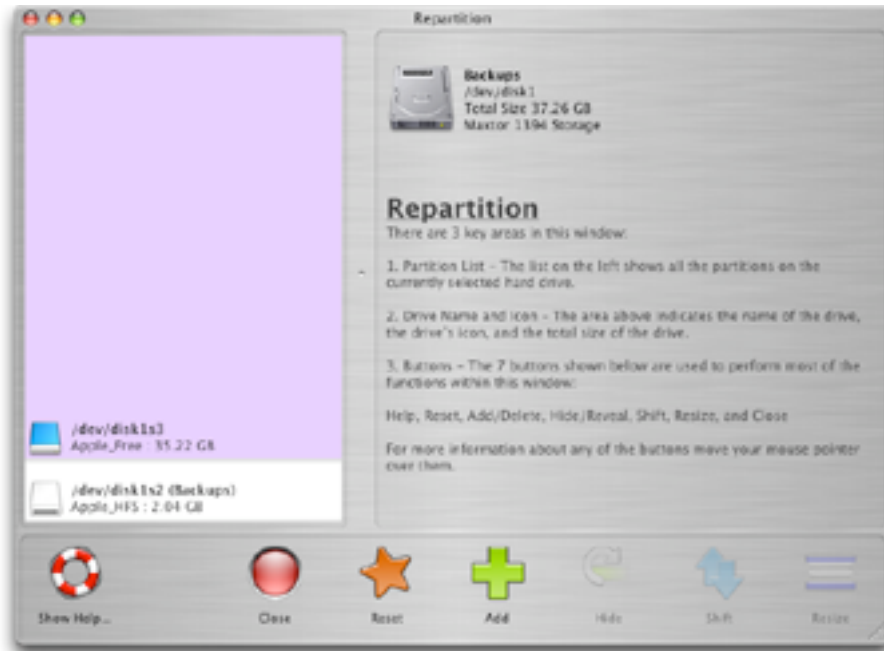 Repartition
Backups
/dev/disk1
Total Size 37.26 GB
Maxtor 1394 Storage
Repartition
There are 3 key areas in this window:
1. Partition List – The list on the left shows all the partitions on the
currently selected hard drive.
2. Drive Name and Icon – The area above indicates the name of the drive,
the drive's icon, and the total size of the drive.
3. Buttons – The 7 buttons shown below are used to perform most of the
functions within this window:
Help, Reset, Add/Delete, Hide/Reveal, Shift, Resize, and Close
For more information about any of the buttons move your mouse pointer
over them.
/dev/disk1s3
Apple_Free : 35.22 GB
/dev/disk1s2 (Backups)
Apple_HFS : 2.04 GB
Show Help...
Close
Reset
Add
Hide
Shift
Resize